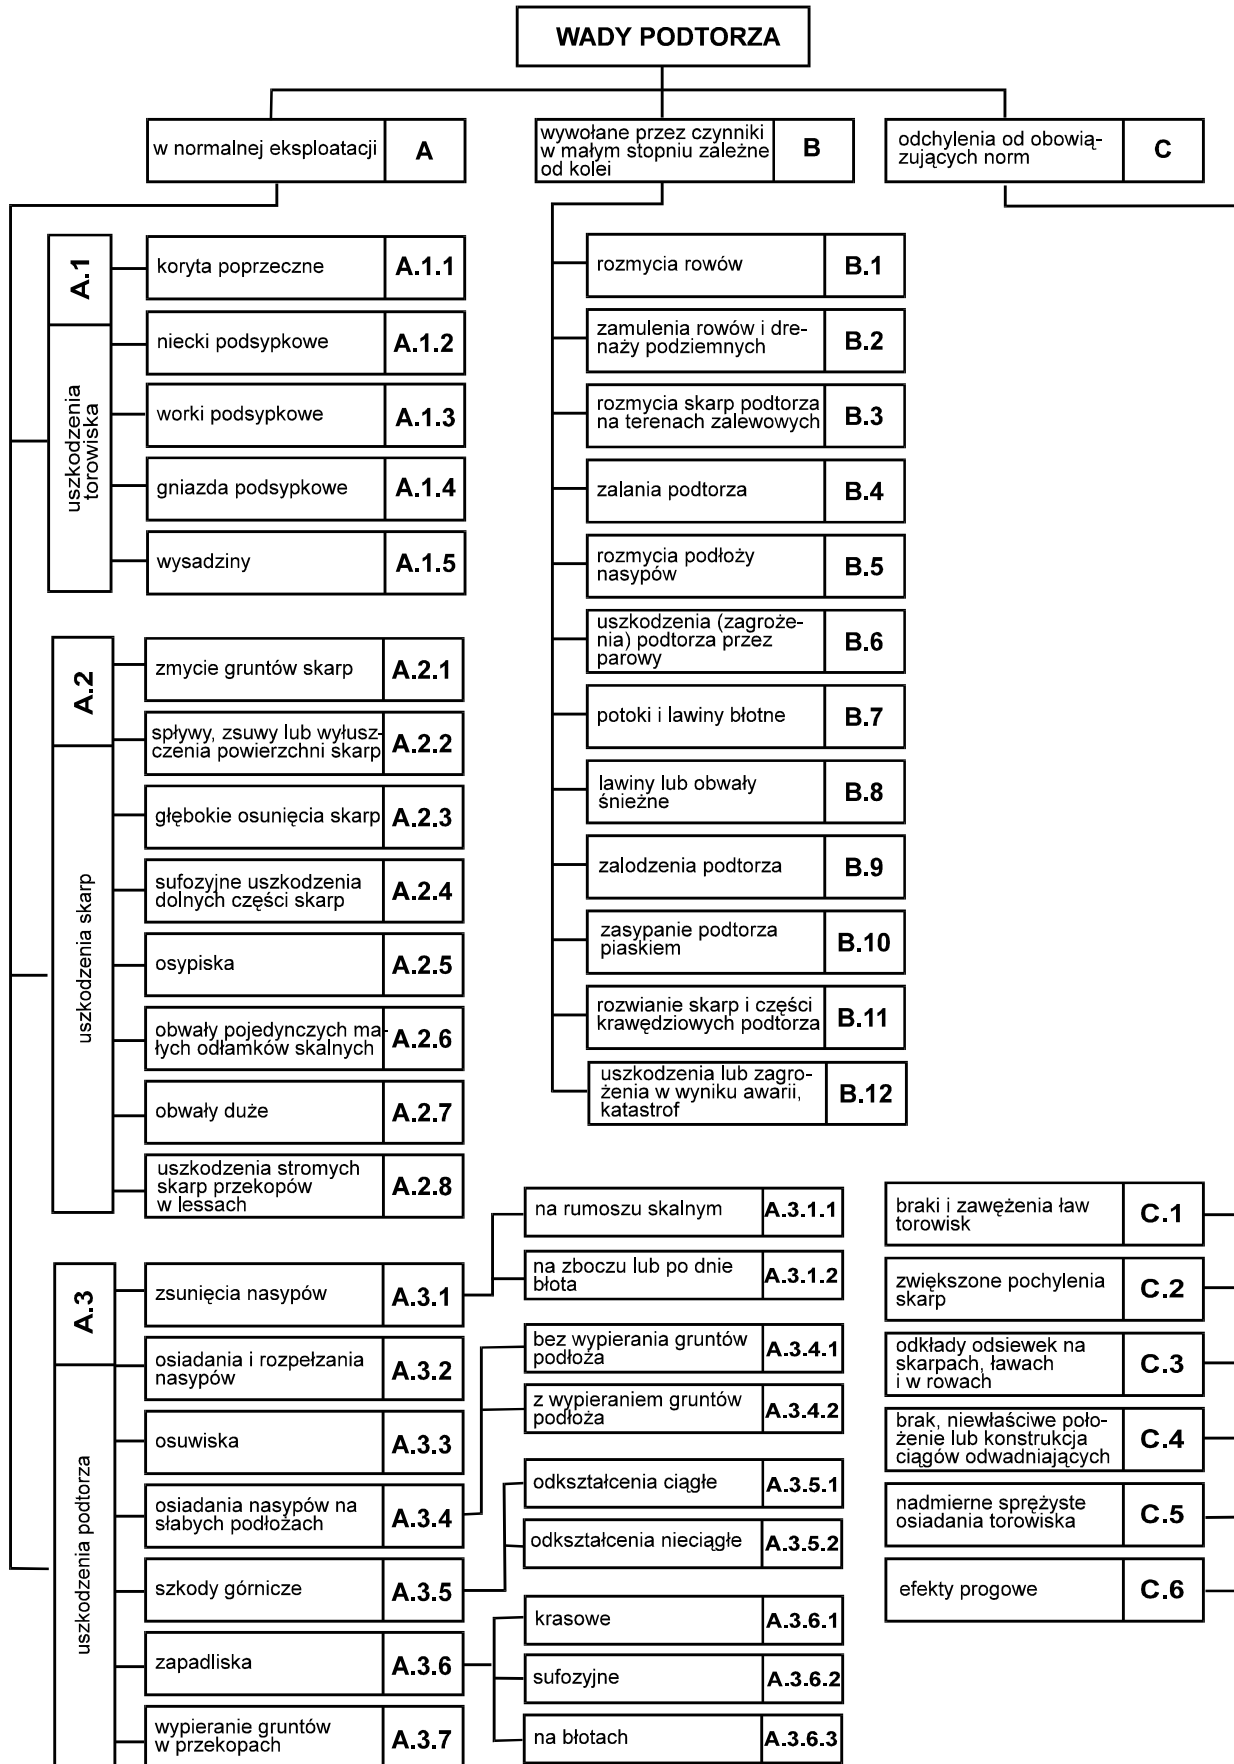 WADY PODTORZA
w normalnej eksploatacji
A
wywołane przez czynniki
w małym stopniu zależne
od kolei
B
odchylenia od obowią-
zujących norm
C
A.1
uszkodzenia
torowiska
koryta poprzeczne
A.1.1
niecki podsypkowe
A.1.2
worki podsypkowe
A.1.3
gniazda podsypkowe
A.1.4
wysadziny
A.1.5
A.2
uszkodzenia skarp
zmycie gruntów skarp
A.2.1
spływy, zsuwy lub wyłusz-
czenia powierzchni skarp
A.2.2
głębokie osunięcia skarp
A.2.3
sufozyjne uszkodzenia
dolnych części skarp
A.2.4
osypiska
A.2.5
obwały pojedynczych ma-
łych odłamków skalnych
A.2.6
obwały duże
A.2.7
uszkodzenia stromych
skarp przekopów
w lessach
A.2.8
A.3
uszkodzenia podtorza
zsunięcia nasypów
A.3.1
osiadania i rozpełzania
nasypów
A.3.2
osuwiska
A.3.3
osiadania nasypów na
słabych podłożach
A.3.4
szkody górnicze
A.3.5
zapadliska
A.3.6
wypieranie gruntów
w przekopach
A.3.7
na rumoszu skalnym
A.3.1.1
na zboczu lub po dnie
błota
A.3.1.2
bez wypierania gruntów
podłoża
A.3.4.1
z wypieraniem gruntów
podłoża
A.3.4.2
odkształcenia ciągłe
A.3.5.1
odkształcenia nieciągłe
A.3.5.2
krasowe
A.3.6.1
sufozyjne
A.3.6.2
na błotach
A.3.6.3
rozmycia rowów
B.1
zamulenia rowów i dre-
naży podziemnych
B.2
rozmycia skarp podtorza
na terenach zalewowych
B.3
zalania podtorza
B.4
rozmycia podłoży
nasypów
B.5
uszkodzenia (zagroże-
nia) podtorza przez
parowy
B.6
potoki i lawiny błotne
B.7
lawiny lub obwały
śnieżne
B.8
zalodzenia podtorza
B.9
zasypanie podtorza
piaskiem
B.10
rozwianie skarp i części
krawędziowych podtorza
B.11
uszkodzenia lub zagro-
żenia w wyniku awarii,
katastrof
B.12
braki i zawężenia ław
torowisk
C.1
zwiększone pochylenia
skarp
C.2
odkłady odsiewek na
skarpach, ławach
i w rowach
C.3
brak, niewłaściwe poło-
żenie lub konstrukcja
ciągów odwadniających
C.4
nadmierne sprężyste
osiadania torowiska
C.5
efekty progowe
C.6